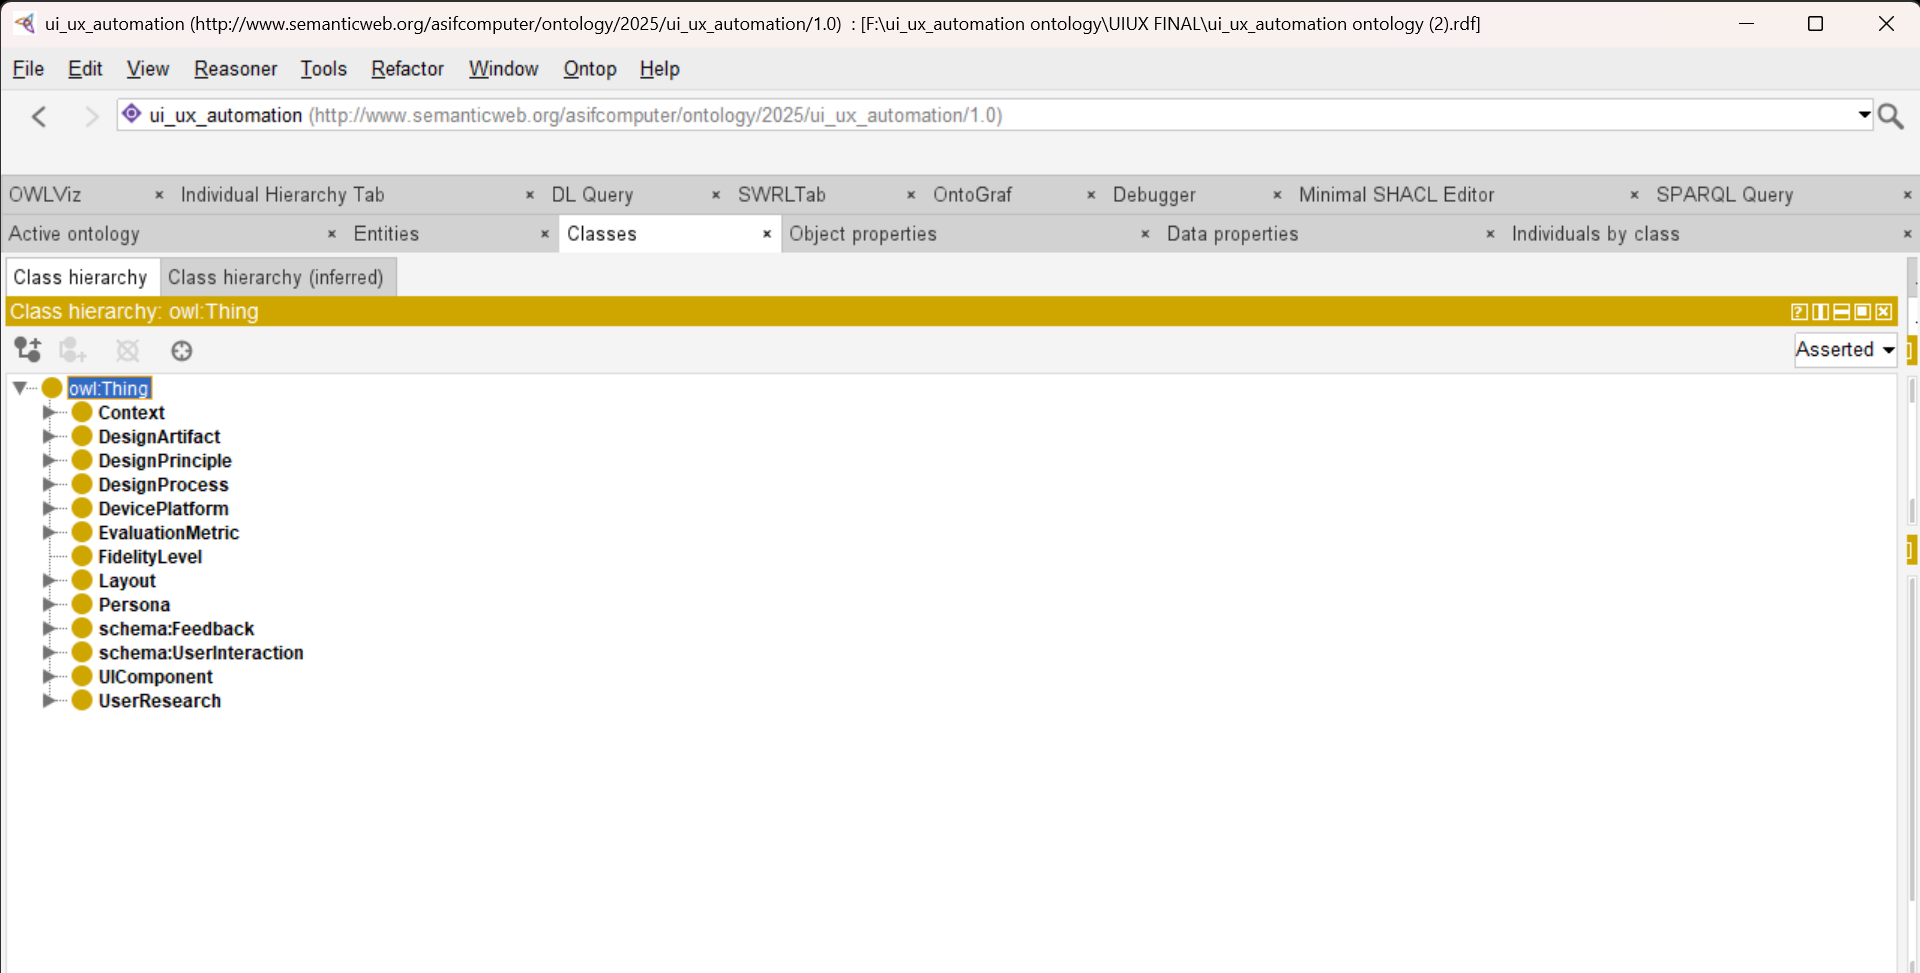 ui_ux_automation (http://www.semanticweb.org/asifcomputer/ontology/2025/ui_ux_automation/1.0)  : [F:\ui_ux_automation ontology\UIUX FINAL\ui_ux_automation ontology (2).rdf]
File Edit View Reasoner Tools Refactor Window Ontop Help
ui_ux_automation (http://www.semanticweb.org/asifcomputer/ontology/2025/ui_ux_automation/1.0)
OWLViz × Individual Hierarchy Tab × DL Query × SWRLTab × OntoGraf × Debugger × Minimal SHACL Editor × SPARQL Query ×
Active ontology × Entities × Classes × Object properties × Data properties × Individuals by class ×
Class hierarchy Class hierarchy (inferred)
Class hierarchy: owl:Thing
Asserted
owl:Thing
Context
DesignArtifact
DesignPrinciple
DesignProcess
DevicePlatform
EvaluationMetric
FidelityLevel
Layout
Persona
schema:Feedback
schema:UserInteraction
UIComponent
UserResearch